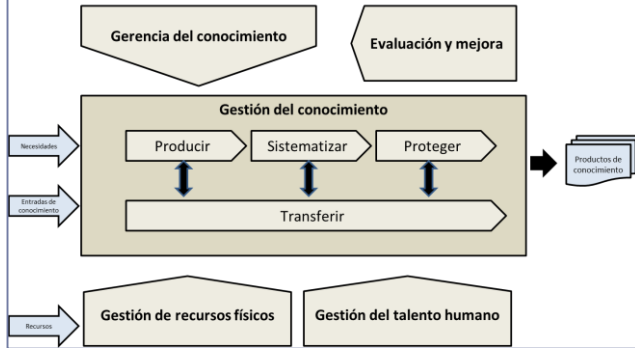 Gerencia del conocimiento
Evaluación y mejora
Gestión del conocimiento
Necesidades
Producir
Sistematizar
Proteger
Productos de
conocimiento
Entradas de
conocimiento
Transferir
Gestión de recursos físicos
Gestión del talento humano
Recursos